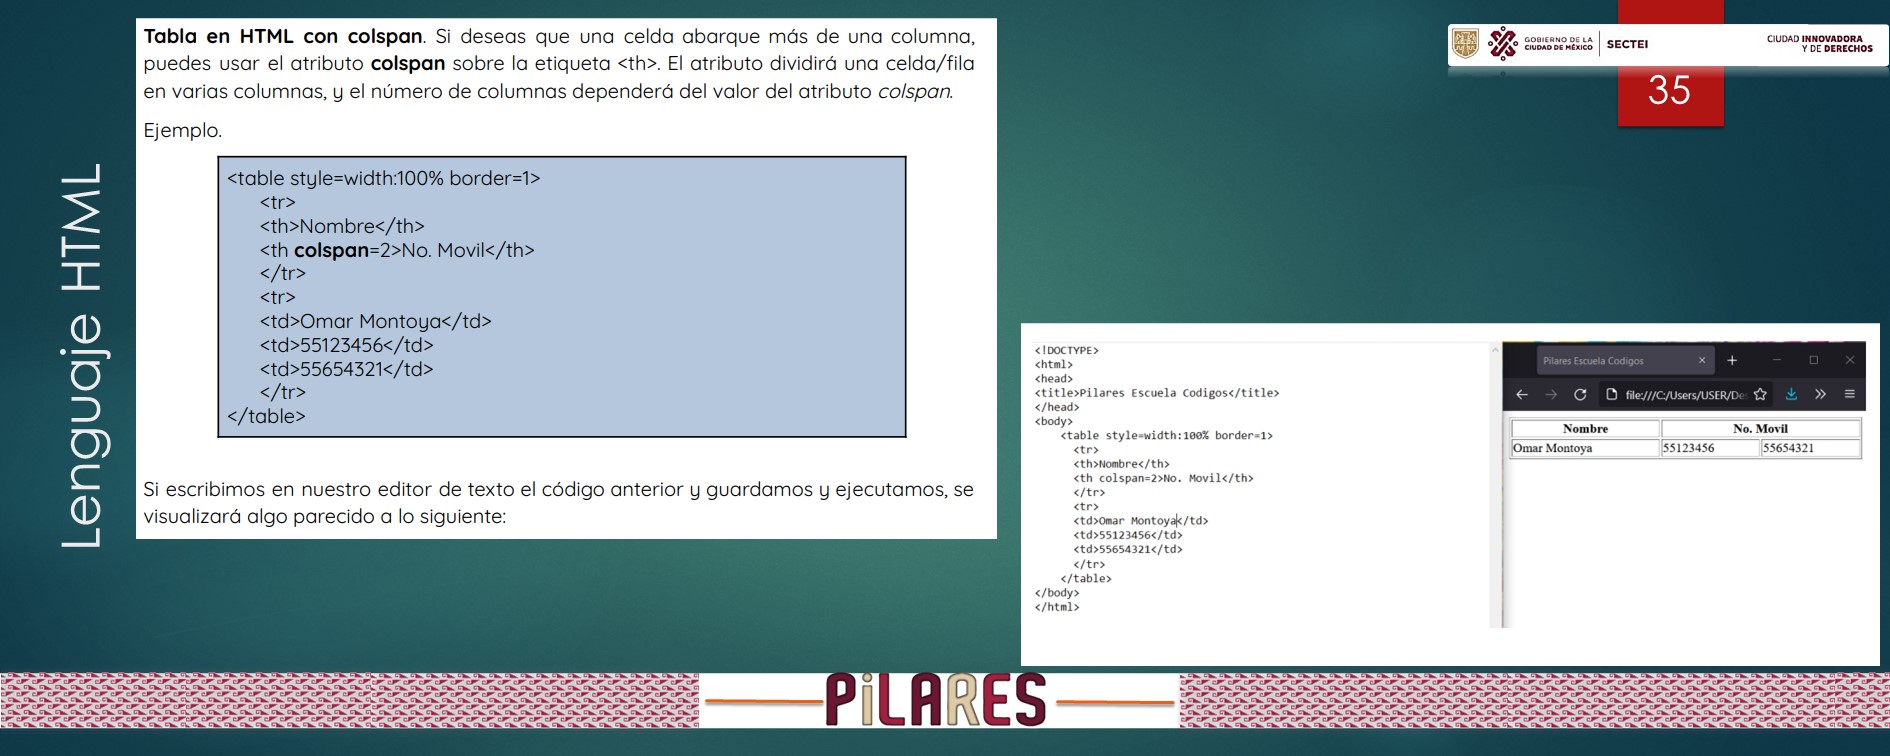 Tabla en HTML con colspan. Si deseas que una celda abarque más de una columna,
puedes usar el atributo colspan sobre la etiqueta <th>. El atributo dividirá una celda/fila
en varias columnas, y el número de columnas dependerá del valor del atributo colspan.
Ejemplo.
<table style=width:100% border=1>
<tr>
<th>Nombre</th>
<th colspan=2>No. Movil</th>
</tr>
<tr>
<td>Omar Montoya</td>
<td>55123456</td>
<td>55654321</td>
</tr>
</table>
Si escribimos en nuestro editor de texto el código anterior y guardamos y ejecutamos, se
visualizará algo parecido a lo siguiente:
Lenguaje HTML
GOBIERNO DE LA
CIUDAD DE MÉXICO
SECTEI
CIUDAD INNOVADORA
Y DE DERECHOS
35
<!DOCTYPE>
<html>
<head>
<title>Pilares Escuela Codigos</title>
</head>
<body>
<table style=width:100% border=1>
<tr>
<th>Nombre</th>
<th colspan=2>No. Movil</th>
</tr>
<tr>
<td>Omar Montoya</td>
<td>55123456</td>
<td>55654321</td>
</tr>
</table>
</body>
</html>
Pilares Escuela Codigos
file:///C:/Users/USER/De
Nombre No. Movil
Omar Montoya 55123456 55654321
PiLARES